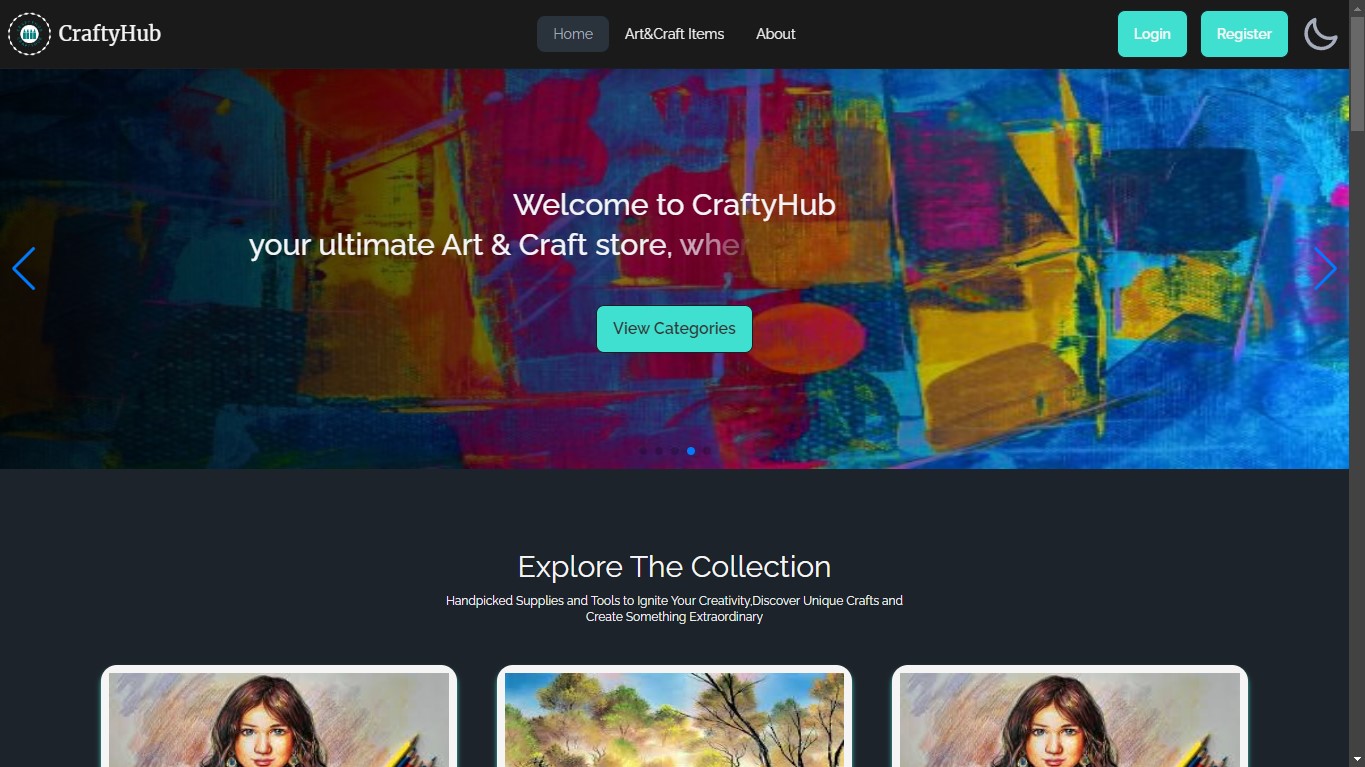 CraftyHub
Home
Art&Craft Items
About
Login
Register
Welcome to CraftyHub
your ultimate Art & Craft store, wher
View Categories
Explore The Collection
Handpicked Supplies and Tools to Ignite Your Creativity,Discover Unique Crafts and
Create Something Extraordinary